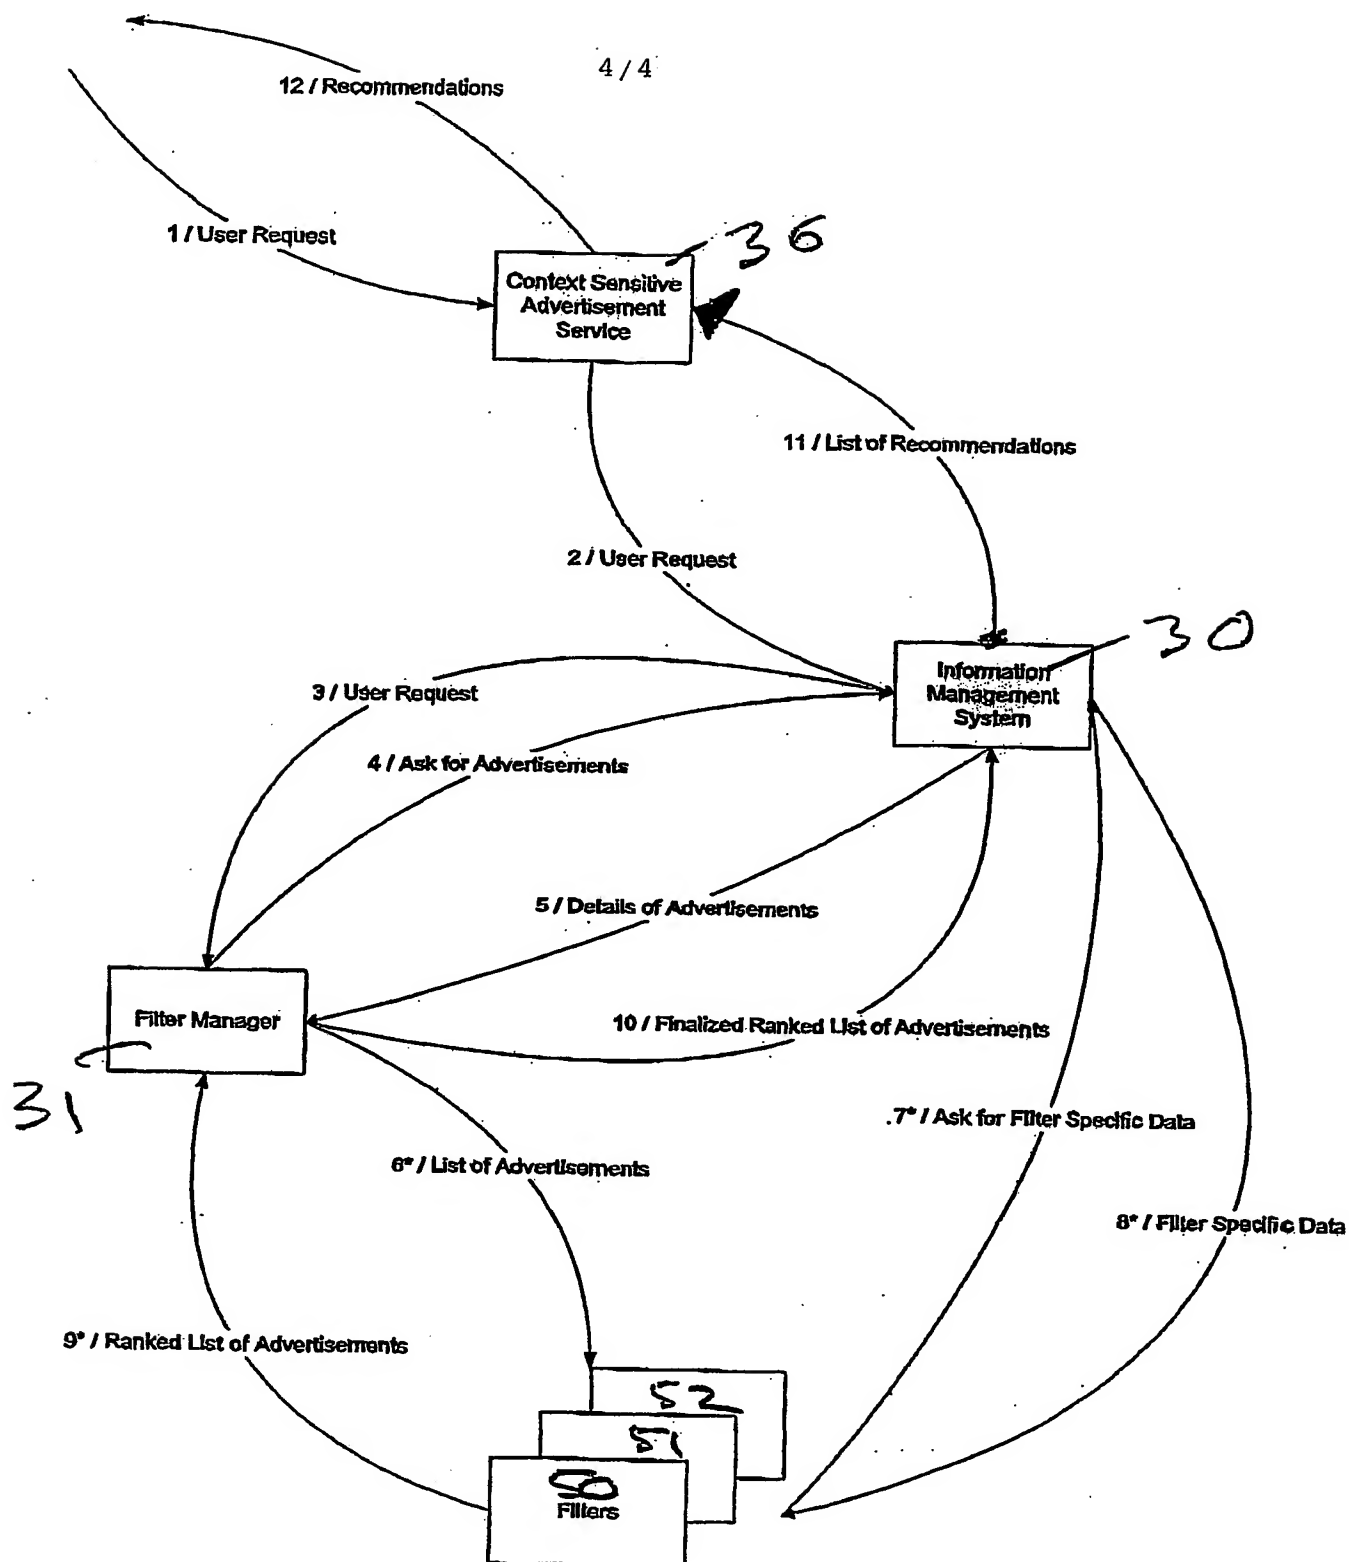 4/4
12 / Recommendations
1 / User Request
36
Context Sensitive
Advertisement
Service
11 / List of Recommendations
2 / User Request
30
Information
Management
System
3 / User Request
4 / Ask for Advertisements
5 / Details of Advertisements
Filter Manager
10 / Finalized Ranked List of Advertisements
31
7* / Ask for Filter Specific Data
6* / List of Advertisements
8* / Filter Specific Data
9* / Ranked List of Advertisements
52
51
50
Filters